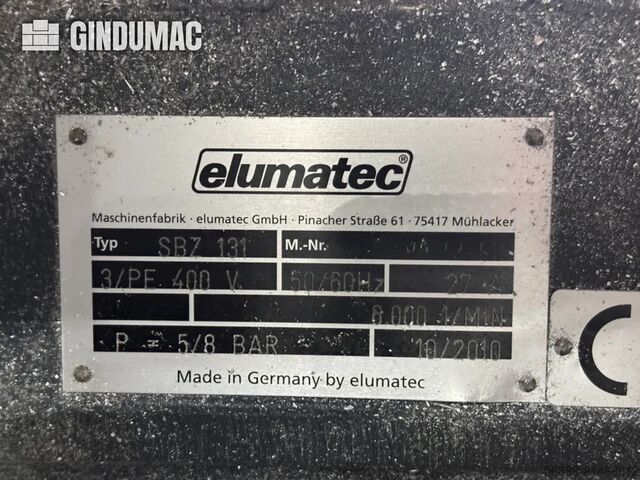 GINDUMAC
elumatec®
Maschinenfabrik · elumatec GmbH · Pinacher Straße 61 · 75417 Mühlacker
Typ SBZ 131 M.-Nr.
3/PE 400 V 50/60Hz 27 A
6.000 1/MiN
P 5/8 BAR 10/2010
Made in Germany by elumatec
C